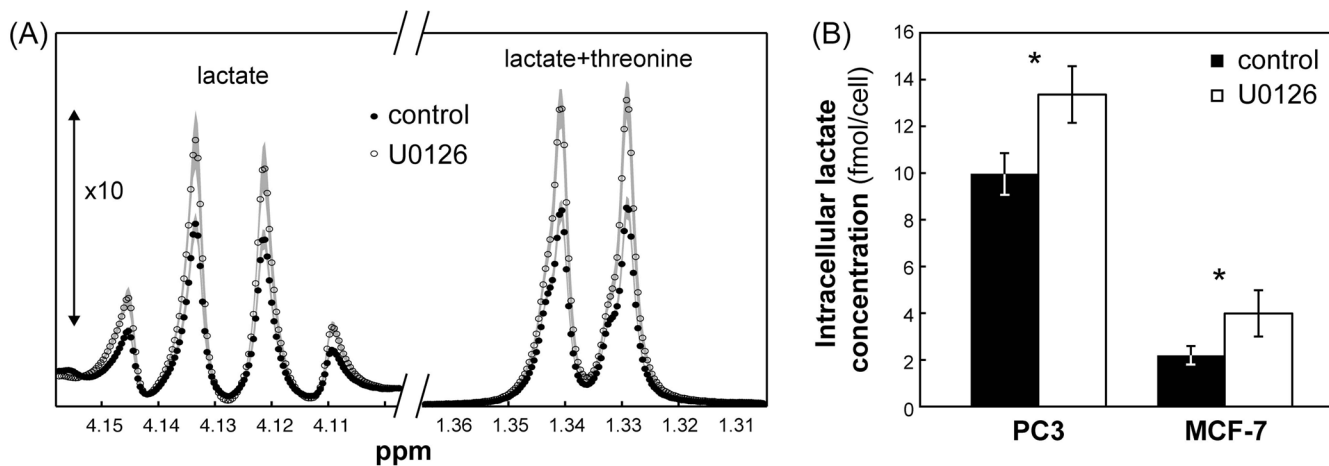 (A)
lactate
lactate+threonine
control
U0126
x10
4.15 4.14 4.13 4.12 4.11 1.36 1.35 1.34 1.33 1.32 1.31
ppm
(B)
Intracellular lactate
concentration (fmol/cell)
16
14
12
10
8
6
4
2
0
control
U0126
*
*
PC3 MCF-7